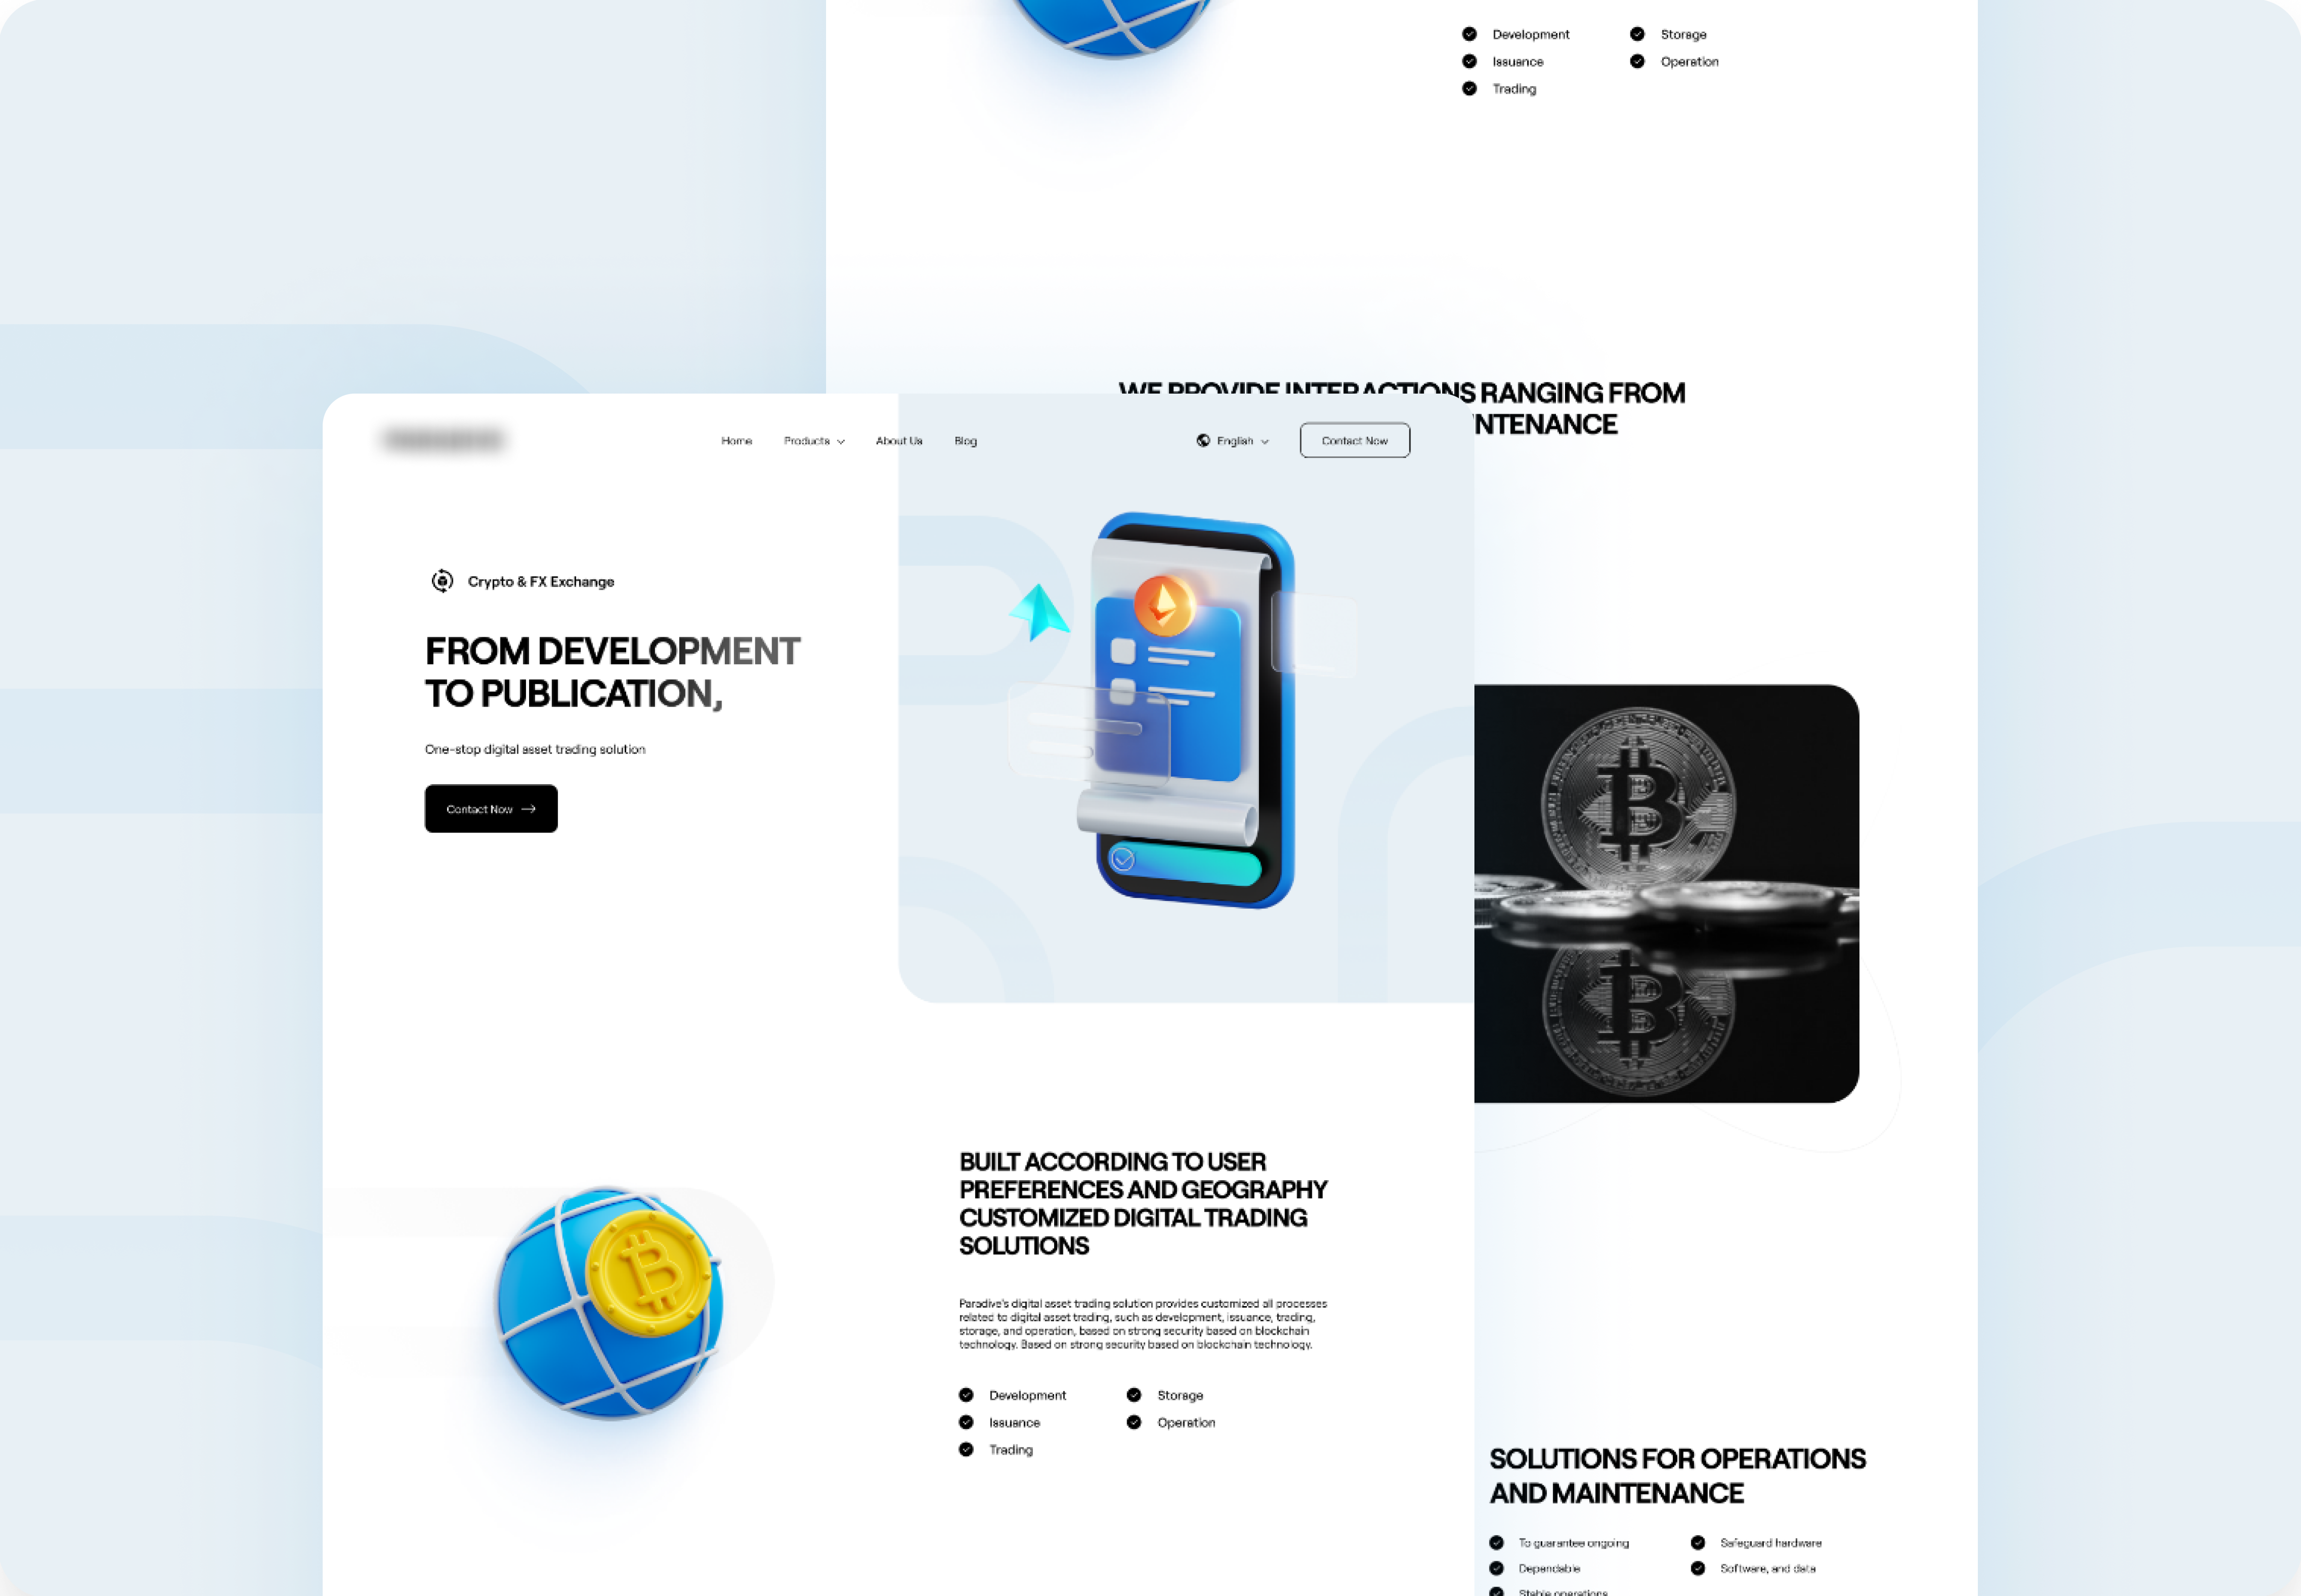 Development
Storage
Issuance
Operation
Trading
WE PROVIDE INTERACTIONS RANGING FROM
NTENANCE
Home
Products
About Us
Blog
English
Contact Now
Crypto & FX Exchange
FROM DEVELOPMENT
TO PUBLICATION,
One-stop digital asset trading solution
Contact Now
BUILT ACCORDING TO USER
PREFERENCES AND GEOGRAPHY
CUSTOMIZED DIGITAL TRADING
SOLUTIONS
Paradive's digital asset trading solution provides customized all processes
related to digital asset trading, such as development, issuance, trading,
storage, and operation, based on strong security based on blockchain
technology. Based on strong security based on blockchain technology.
Development
Storage
Issuance
Operation
Trading
SOLUTIONS FOR OPERATIONS
AND MAINTENANCE
To guarantee ongoing
Safeguard hardware
Dependable
Software, and data
Stable operations